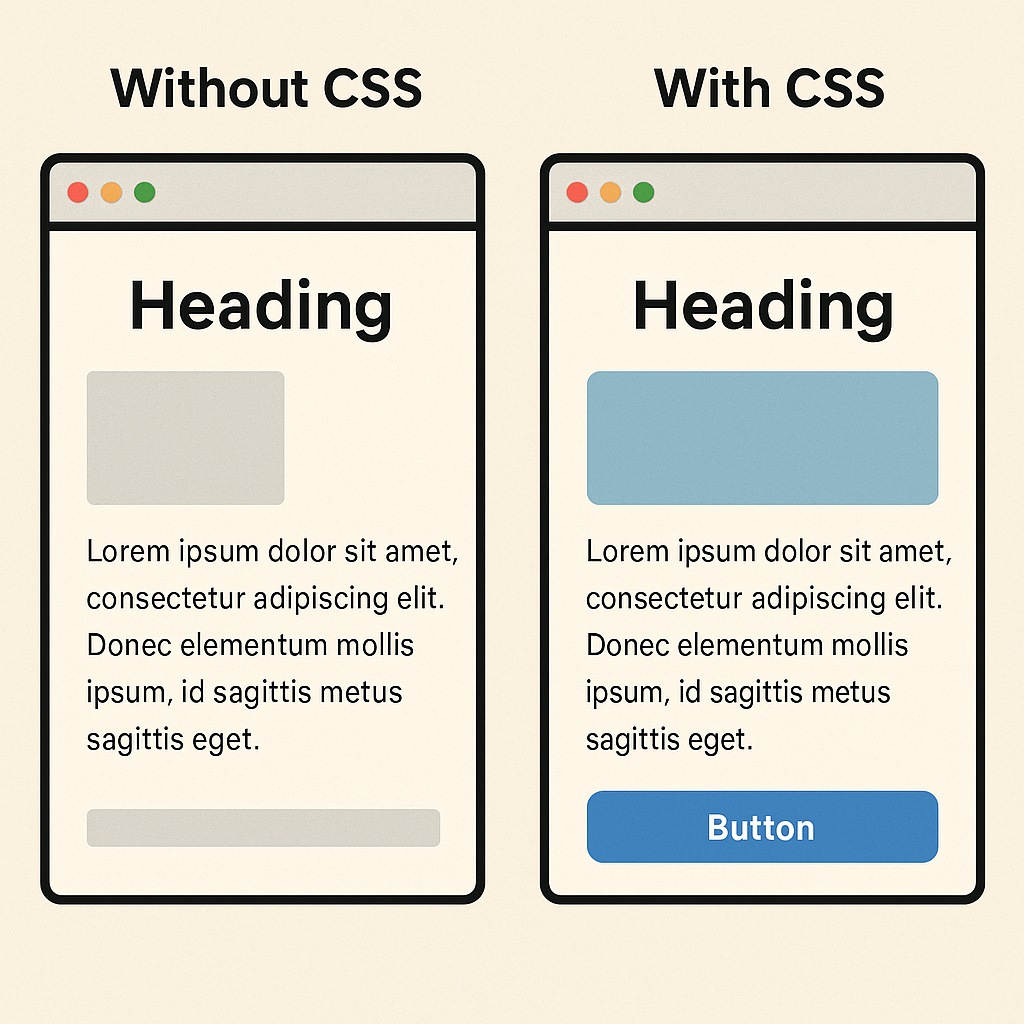 Without CSS
Heading
Lorem ipsum dolor sit amet,
consectetur adipiscing elit.
Donec elementum mollis
ipsum, id sagittis metus
sagittis eget.
With CSS
Heading
Lorem ipsum dolor sit amet,
consectetur adipiscing elit.
Donec elementum mollis
ipsum, id sagittis metus
sagittis eget.
Button